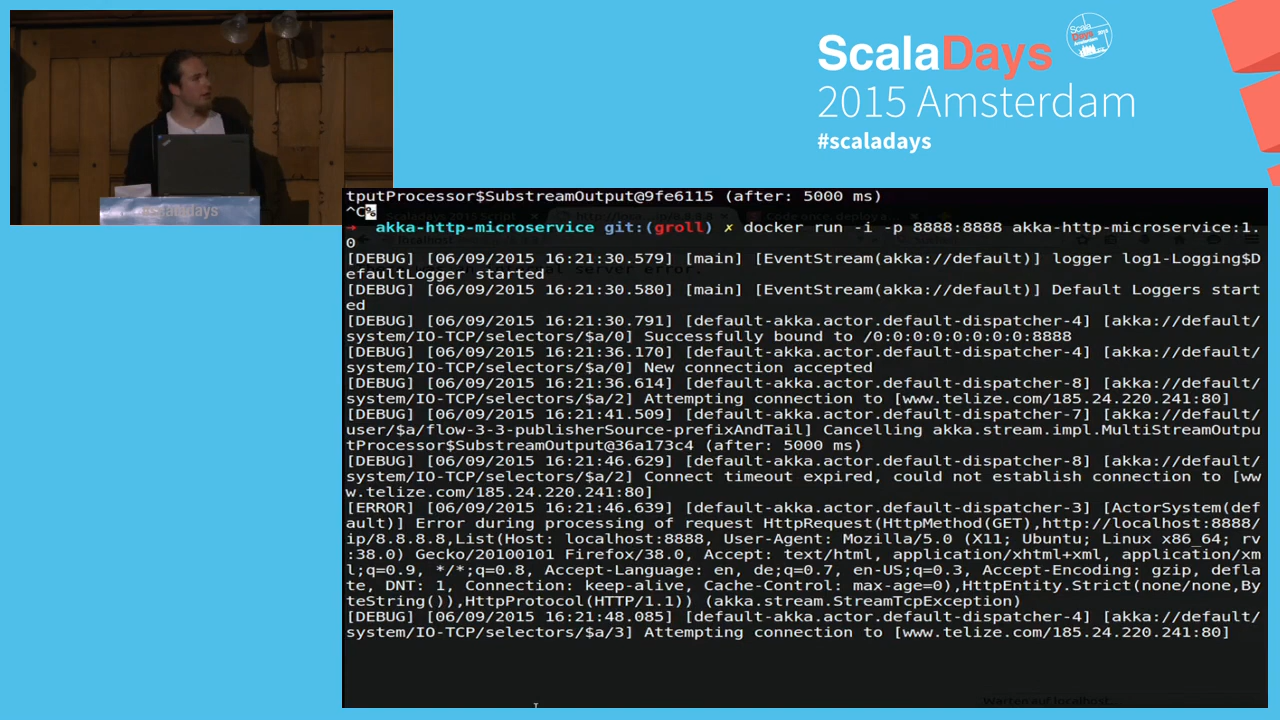 ScalaDays
2015 Amsterdam
#scaladays
#scaladays
tputProcessor$SubstreamOutput@9fe6115 (after: 5000 ms)
^C%
→ akka-http-microservice git:(groll) ✗ docker run -i -p 8888:8888 akka-http-microservice:1.
0
[DEBUG] [06/09/2015 16:21:30.579] [main] [EventStream(akka://default)] logger log1-Logging$D
efaultLogger started
[DEBUG] [06/09/2015 16:21:30.580] [main] [EventStream(akka://default)] Default Loggers start
ed
[DEBUG] [06/09/2015 16:21:30.791] [default-akka.actor.default-dispatcher-4] [akka://default/
system/IO-TCP/selectors/$a/0] Successfully bound to /0:0:0:0:0:0:0:0:8888
[DEBUG] [06/09/2015 16:21:36.170] [default-akka.actor.default-dispatcher-4] [akka://default/
system/IO-TCP/selectors/$a/0] New connection accepted
[DEBUG] [06/09/2015 16:21:36.614] [default-akka.actor.default-dispatcher-8] [akka://default/
system/IO-TCP/selectors/$a/2] Attempting connection to [www.telize.com/185.24.220.241:80]
[DEBUG] [06/09/2015 16:21:41.509] [default-akka.actor.default-dispatcher-7] [akka://default/
user/$a/flow-3-3-publisherSource-prefixAndTail] Cancelling akka.stream.impl.MultiStreamOutpu
tProcessor$SubstreamOutput@36a173c4 (after: 5000 ms)
[DEBUG] [06/09/2015 16:21:46.629] [default-akka.actor.default-dispatcher-8] [akka://default/
system/IO-TCP/selectors/$a/2] Connect timeout expired, could not establish connection to [ww
w.telize.com/185.24.220.241:80]
[ERROR] [06/09/2015 16:21:46.639] [default-akka.actor.default-dispatcher-3] [ActorSystem(def
ault)] Error during processing of request HttpRequest(HttpMethod(GET),http://localhost:8888/
ip/8.8.8.8,List(Host: localhost:8888, User-Agent: Mozilla/5.0 (X11; Ubuntu; Linux x86_64; rv
:38.0) Gecko/20100101 Firefox/38.0, Accept: text/html, application/xhtml+xml, application/xm
l;q=0.9, */*;q=0.8, Accept-Language: en, de;q=0.7, en-US;q=0.3, Accept-Encoding: gzip, defla
te, DNT: 1, Connection: keep-alive, Cache-Control: max-age=0),HttpEntity.Strict(none/none,By
teString()),HttpProtocol(HTTP/1.1)) (akka.stream.StreamTcpException)
[DEBUG] [06/09/2015 16:21:48.085] [default-akka.actor.default-dispatcher-4] [akka://default/
system/IO-TCP/selectors/$a/3] Attempting connection to [www.telize.com/185.24.220.241:80]
Warten auf localhost...